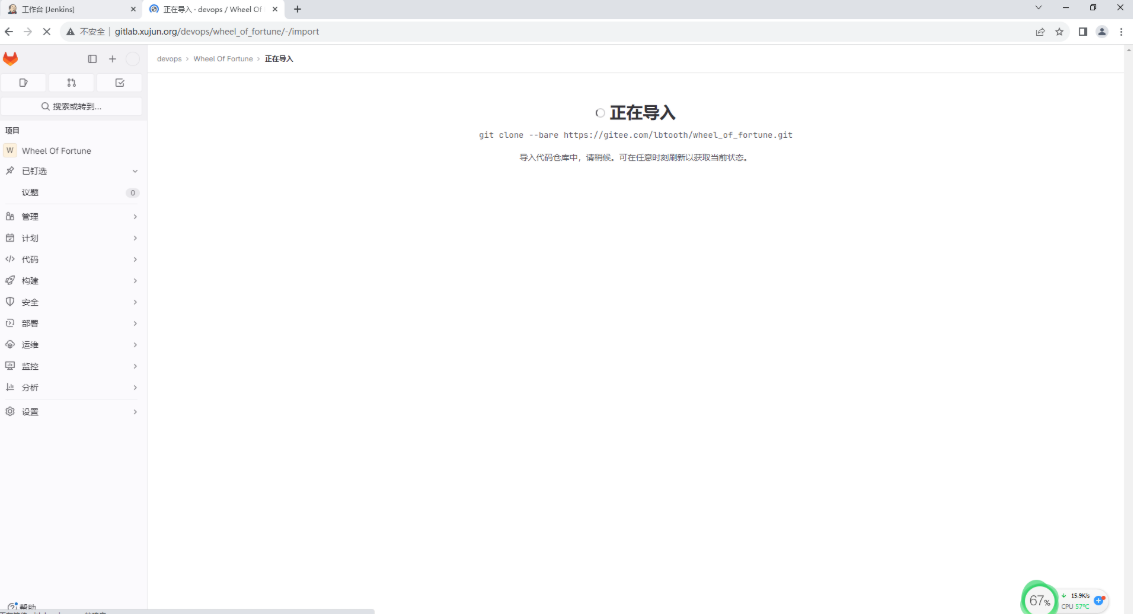 工作台 [Jenkins]
正在导入 · devops / Wheel Of
不安全
gitlab.xujun.org/devops/wheel_of_fortune/-/import
devops › Wheel Of Fortune › 正在导入
搜索或转到...
项目
W Wheel Of Fortune
已钉选
议题 0
管理
计划
代码
构建
安全
部署
运维
监控
分析
设置
帮助
正在导入
git clone --bare https://gitee.com/lbtooth/wheel_of_fortune.git
导入代码仓库中，请稍候。可在任意时刻刷新以获取当前状态。
67%
15.9K/s
CPU 57°C